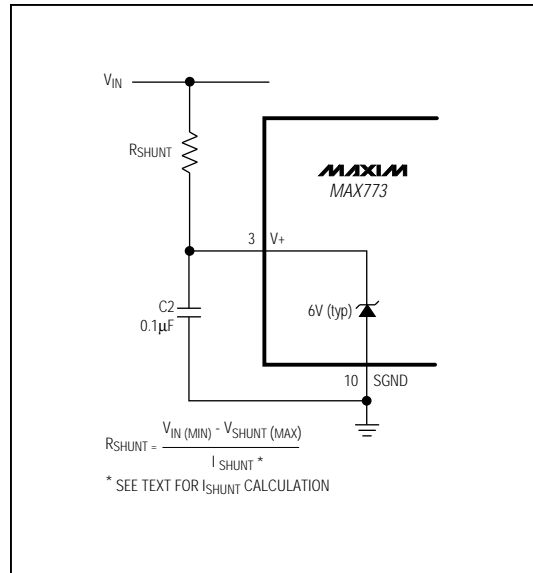 VIN
RSHUNT
MAXIM
MAX773
3 V+
C2
0.1µF
6V (typ)
10 SGND
RSHUNT = VIN (MIN) - VSHUNT (MAX)
I SHUNT *
* SEE TEXT FOR ISHUNT CALCULATION